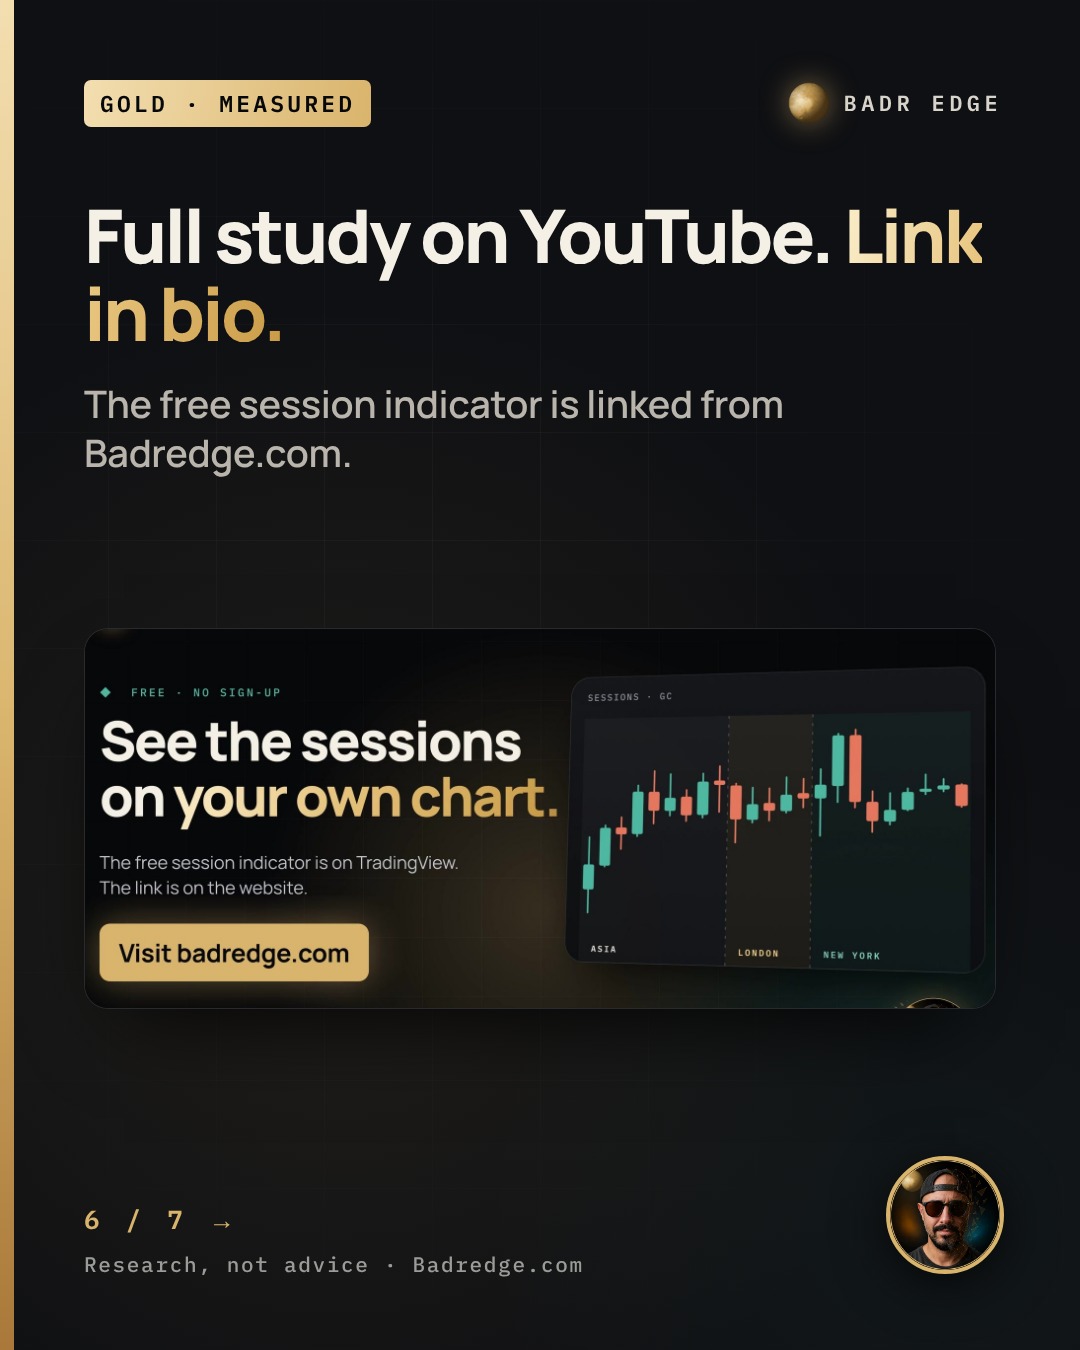 GOLD · MEASURED
BADR EDGE
Full study on YouTube. Link
in bio.
The free session indicator is linked from
Badredge.com.
FREE · NO SIGN-UP
See the sessions
on your own chart.
The free session indicator is on TradingView.
The link is on the website.
Visit badredge.com
SESSIONS · GC
ASIA
LONDON
NEW YORK
6 / 7 →
Research, not advice · Badredge.com